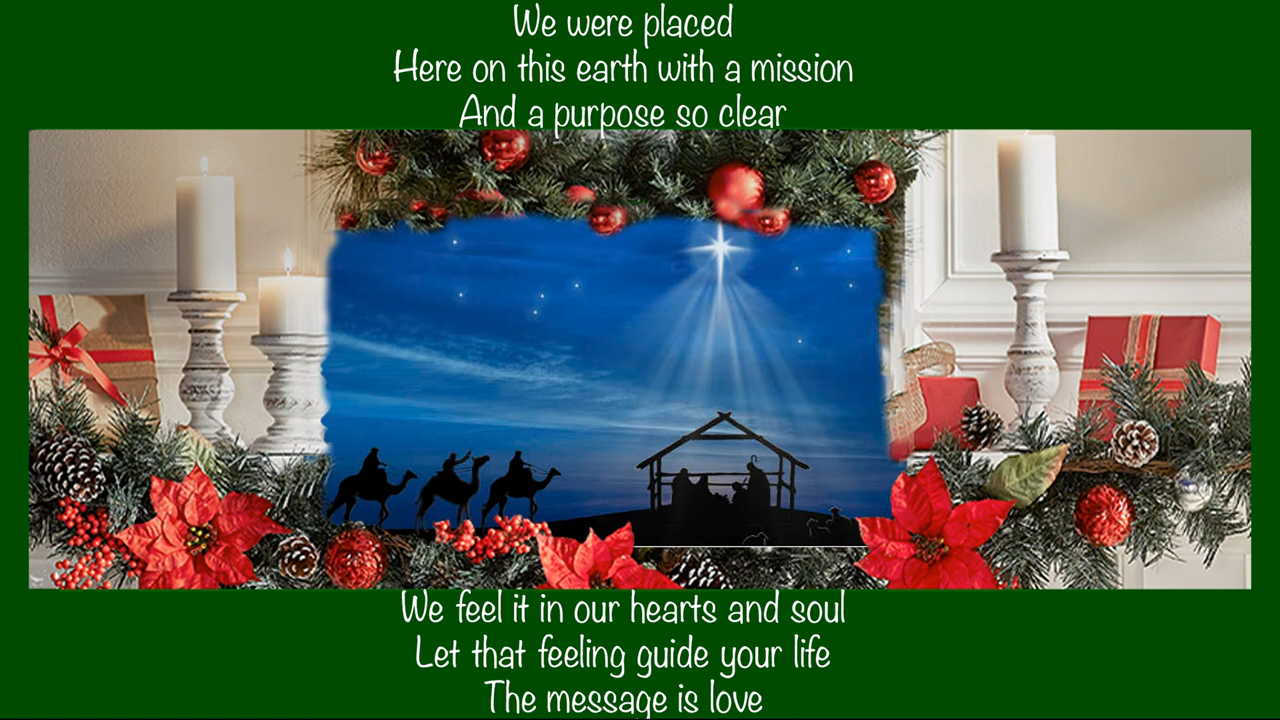 We were placed
Here on this earth with a mission
And a purpose so clear
We feel it in our hearts and soul
Let that feeling guide your life
The message is love